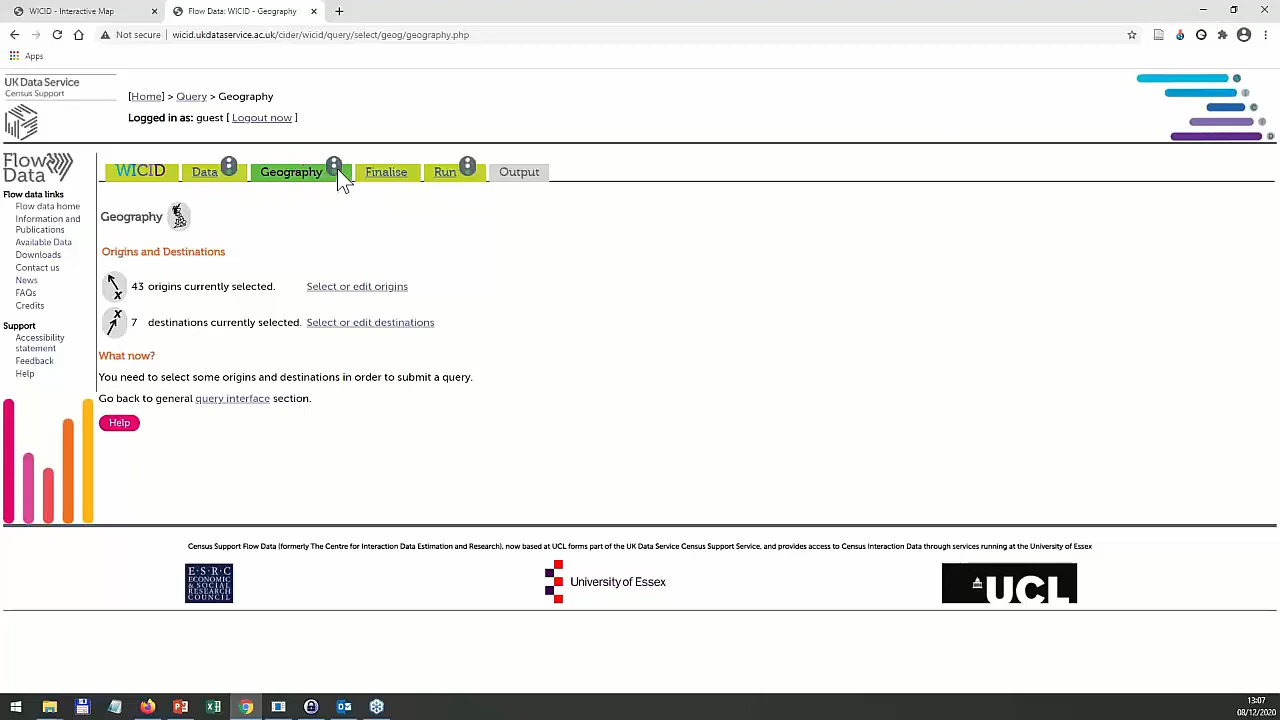 WICID - Interactive Map
Flow Data: WICID - Geography
Not secure
wicid.ukdataservice.ac.uk/cider/wicid/query/select/geog/geography.php
Apps
UK Data Service
Census Support
[Home] > Query > Geography
Logged in as: guest [ Logout now ]
Flow
Data
WICID
Data
Geography
Finalise
Run
Output
Flow data links
Flow data home
Information and
Publications
Available Data
Downloads
Contact us
News
FAQs
Credits
Support
Accessibility
statement
Feedback
Help
Geography
Origins and Destinations
43 origins currently selected. Select or edit origins
7 destinations currently selected. Select or edit destinations
What now?
You need to select some origins and destinations in order to submit a query.
Go back to general query interface section.
Help
Census Support Flow Data (formerly The Centre for Interaction Data Estimation and Research), now based at UCL forms part of the UK Data Service Census Support Service, and provides access to Census Interaction Data through services running at the University of Essex
E·S·R·C
ECONOMIC
& SOCIAL
RESEARCH
COUNCIL
University of Essex
UCL
13:07
08/12/2020